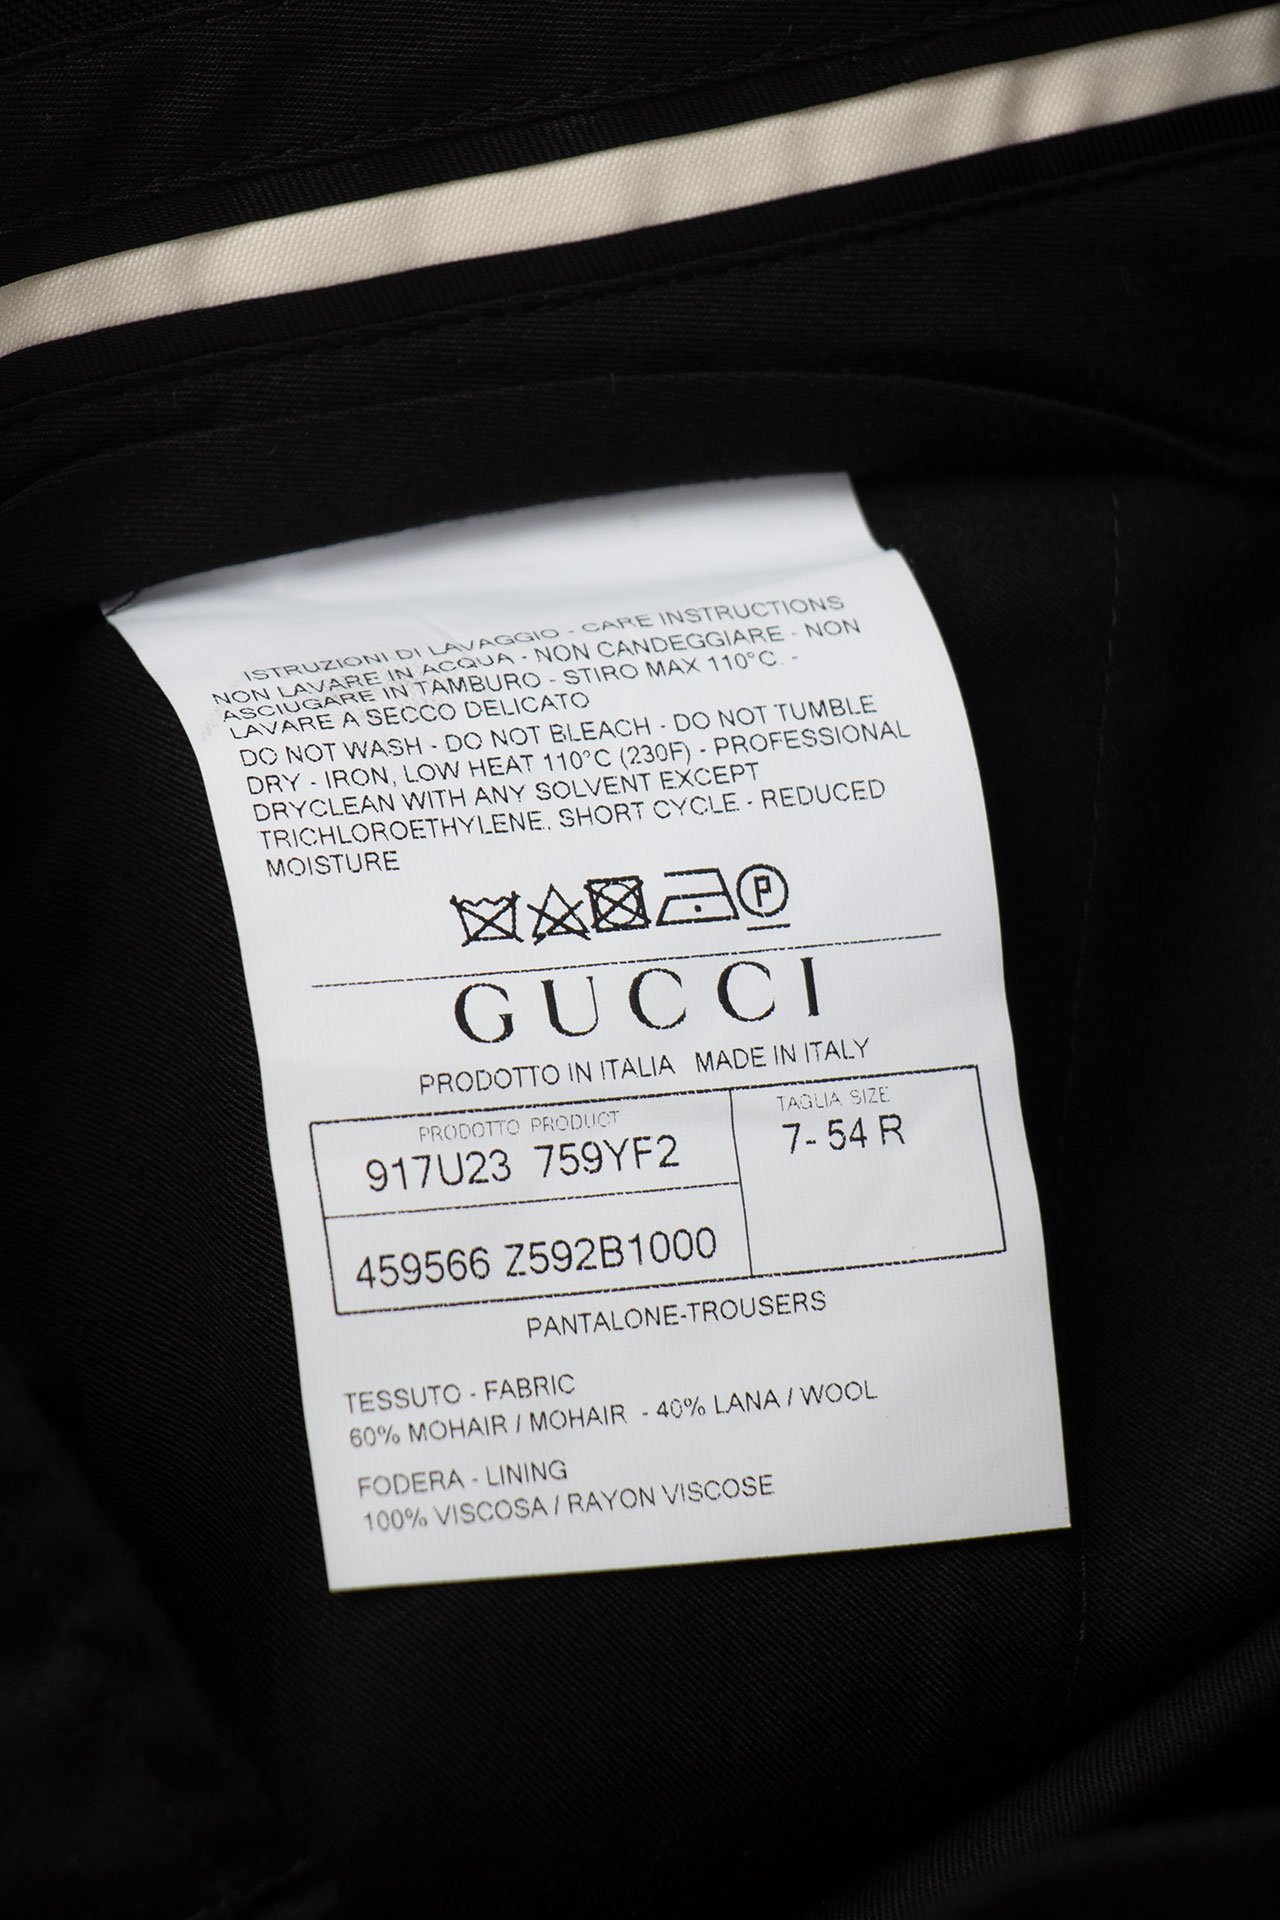 ISTRUZIONI DI LAVAGGIO - CARE INSTRUCTIONS
NON LAVARE IN ACQUA - NON CANDEGGIARE - NON
ASCIUGARE IN TAMBURO - STIRO MAX 110°C. -
LAVARE A SECCO DELICATO
DO NOT WASH - DO NOT BLEACH - DO NOT TUMBLE
DRY - IRON, LOW HEAT 110°C (230F) - PROFESSIONAL
DRYCLEAN WITH ANY SOLVENT EXCEPT
TRICHLOROETHYLENE, SHORT CYCLE - REDUCED
MOISTURE
P
GUCCI
PRODOTTO IN ITALIA MADE IN ITALY
PRODOTTO PRODUCT
917U23 759YF2
459566 Z592B1000
TAGLIA SIZE
7- 54 R
PANTALONE-TROUSERS
TESSUTO - FABRIC
60% MOHAIR / MOHAIR - 40% LANA / WOOL
FODERA - LINING
100% VISCOSA / RAYON VISCOSE